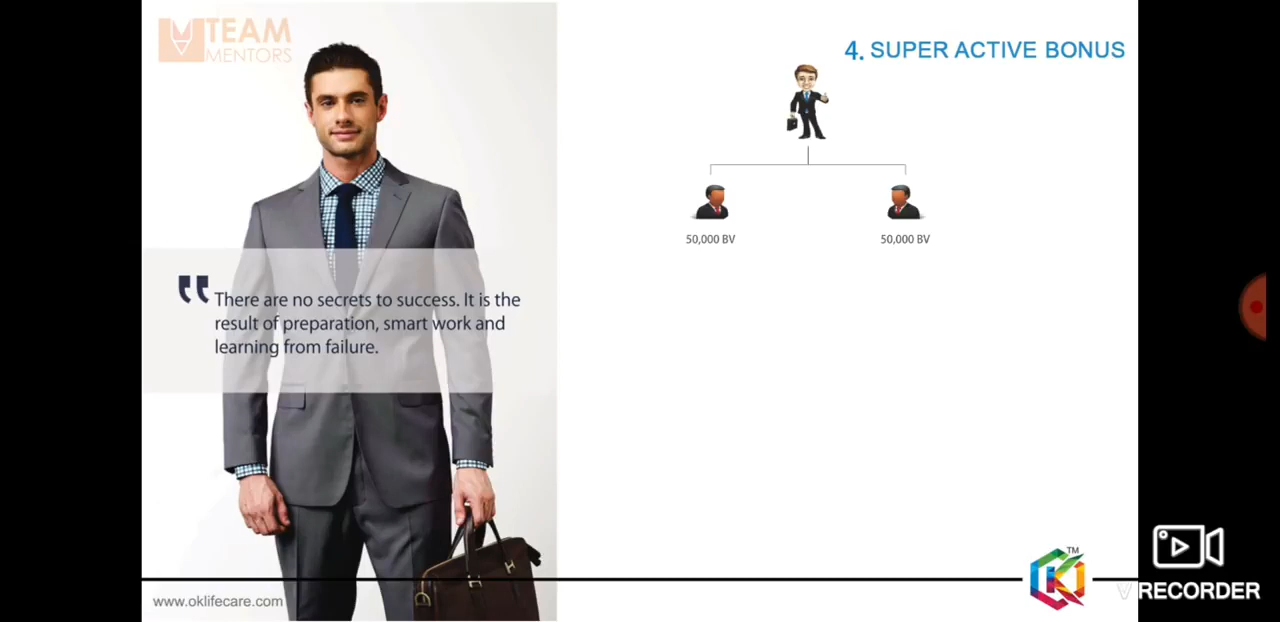 TEAM
MENTORS
4. SUPER ACTIVE BONUS
50,000 BV
50,000 BV
There are no secrets to success. It is the
result of preparation, smart work and
learning from failure.
www.oklifecare.com
TM
RECORDER